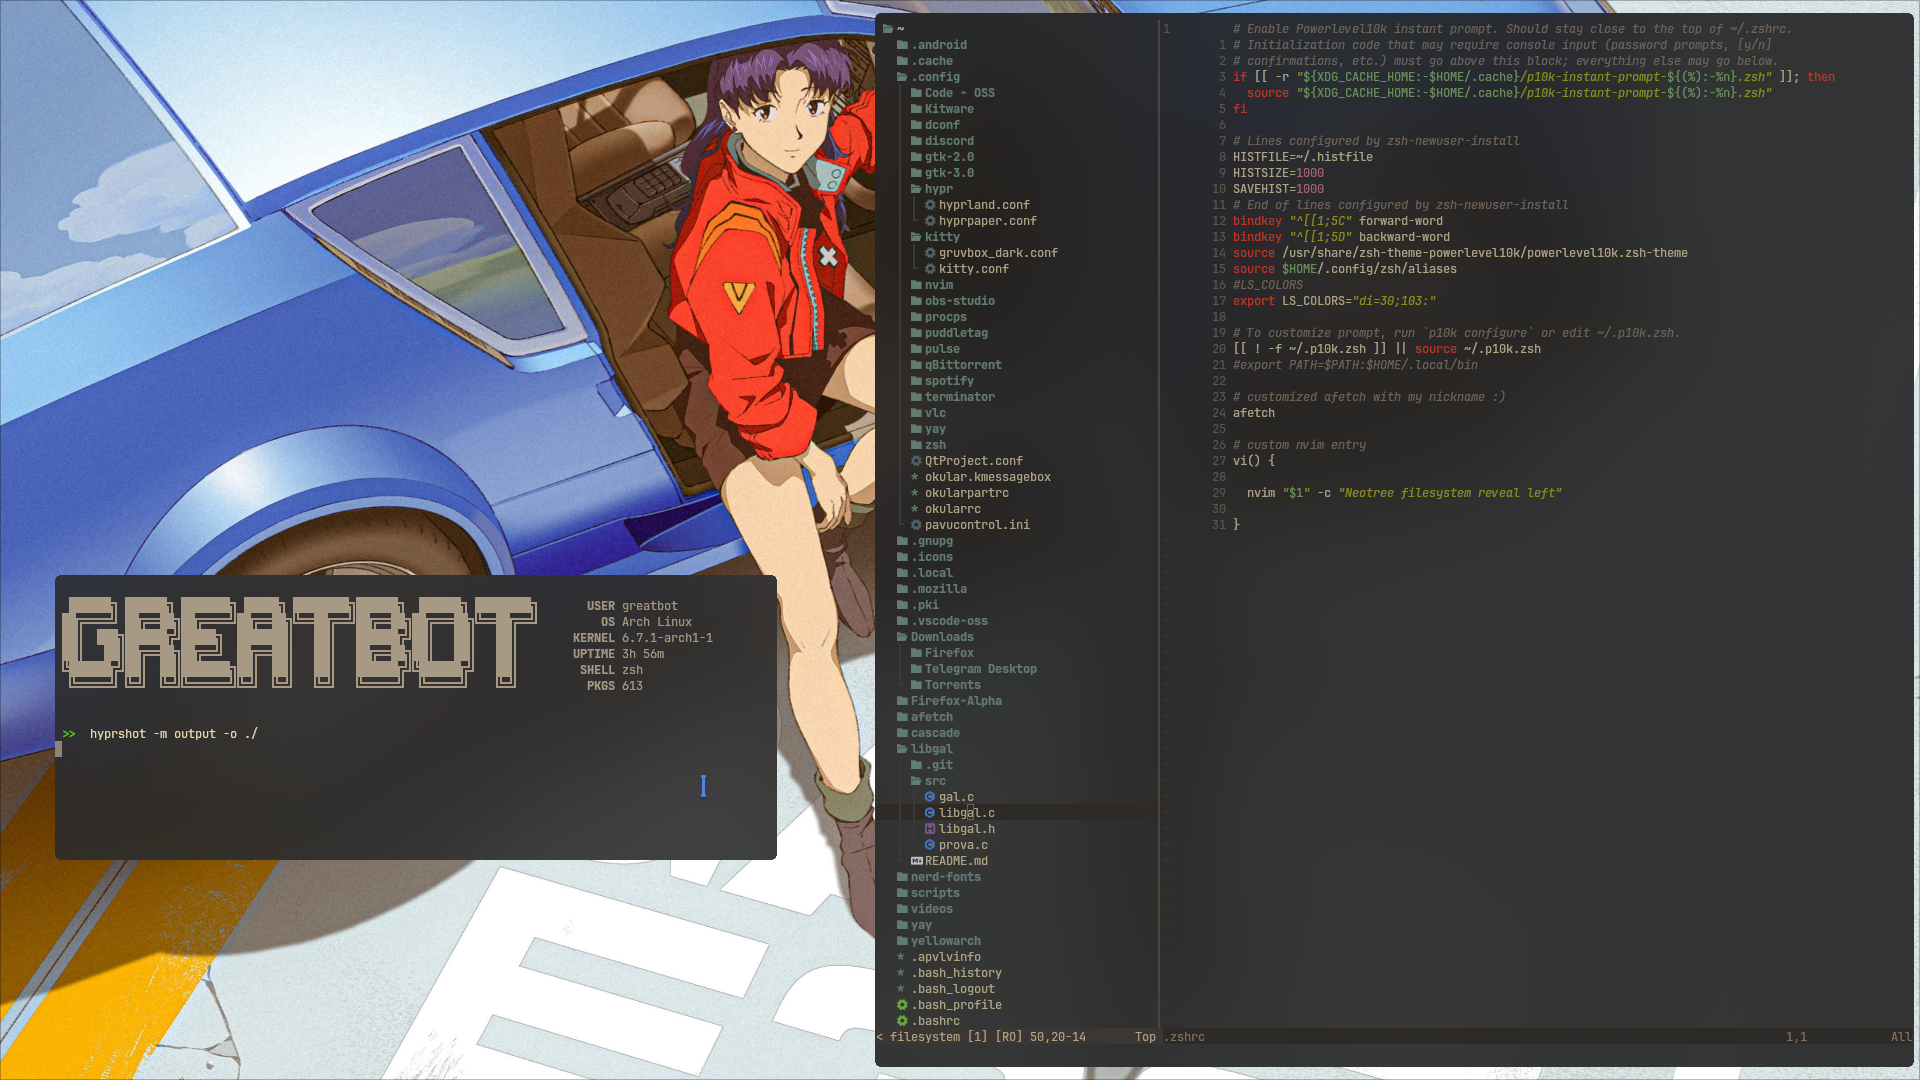 GREATBOT
USER greatbot
OS Arch Linux
KERNEL 6.7.1-arch1-1
UPTIME 3h 56m
SHELL zsh
PKGS 613
>> hyprshot -m output -o ./
~
.android
.cache
.config
Code - OSS
Kitware
dconf
discord
gtk-2.0
gtk-3.0
hypr
hyprland.conf
hyprpaper.conf
kitty
gruvbox_dark.conf
kitty.conf
nvim
obs-studio
procps
puddletag
pulse
qBittorrent
spotify
terminator
vlc
yay
zsh
QtProject.conf
* okular.kmessagebox
* okularpartrc
* okularrc
pavucontrol.ini
.gnupg
.icons
.local
.mozilla
.pki
.vscode-oss
Downloads
Firefox
Telegram Desktop
Torrents
Firefox-Alpha
afetch
cascade
libgal
.git
src
gal.c
libgal.c
libgal.h
prova.c
README.md
nerd-fonts
scripts
videos
yay
yellowarch
* .apvlvinfo
* .bash_history
* .bash_logout
.bash_profile
.bashrc
< filesystem [1] [RO] 50,20-14 Top
1 # Enable Powerlevel10k instant prompt. Should stay close to the top of ~/.zshrc.
1 # Initialization code that may require console input (password prompts, [y/n]
2 # confirmations, etc.) must go above this block; everything else may go below.
3 if [[ -r "${XDG_CACHE_HOME:-$HOME/.cache}/p10k-instant-prompt-${(%):-%n}.zsh" ]]; then
4 source "${XDG_CACHE_HOME:-$HOME/.cache}/p10k-instant-prompt-${(%):-%n}.zsh"
5 fi
6
7 # Lines configured by zsh-newuser-install
8 HISTFILE=~/.histfile
9 HISTSIZE=1000
10 SAVEHIST=1000
11 # End of lines configured by zsh-newuser-install
12 bindkey "^[[1;5C" forward-word
13 bindkey "^[[1;5D" backward-word
14 source /usr/share/zsh-theme-powerlevel10k/powerlevel10k.zsh-theme
15 source $HOME/.config/zsh/aliases
16 #LS_COLORS
17 export LS_COLORS="di=30;103:"
18
19 # To customize prompt, run `p10k configure` or edit ~/.p10k.zsh.
20 [[ ! -f ~/.p10k.zsh ]] || source ~/.p10k.zsh
21 #export PATH=$PATH:$HOME/.local/bin
22
23 # customized afetch with my nickname :)
24 afetch
25
26 # custom nvim entry
27 vi() {
28
29 nvim "$1" -c "Neotree filesystem reveal left"
30
31 }
.zshrc 1,1 All